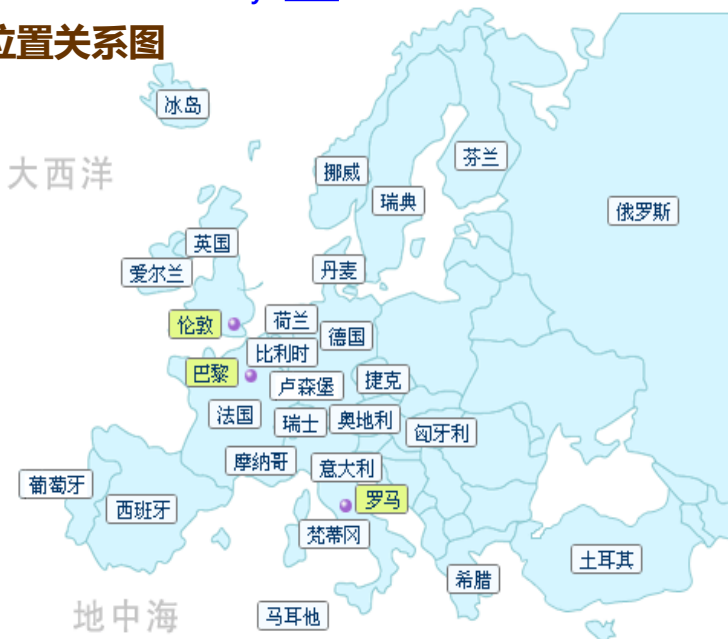 位置关系图
冰岛
大西洋
挪威
芬兰
瑞典
俄罗斯
英国
爱尔兰
丹麦
伦敦
荷兰
德国
比利时
巴黎
卢森堡
捷克
法国
瑞士
奥地利
匈牙利
摩纳哥
意大利
葡萄牙
西班牙
罗马
梵蒂冈
土耳其
希腊
地中海
马耳他